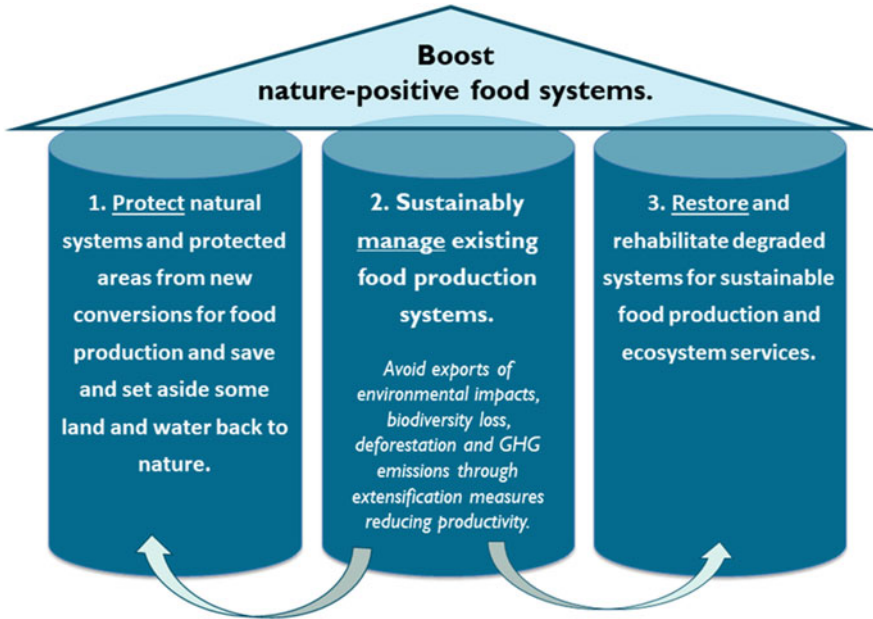 Boost
nature-positive food systems.
1. Protect natural
systems and protected
areas from new
conversions for food
production and save
and set aside some
land and water back to
nature.
2. Sustainably
manage existing
food production
systems.
Avoid exports of
environmental impacts,
biodiversity loss,
deforestation and GHG
emissions through
extensification measures
reducing productivity.
3. Restore and
rehabilitate degraded
systems for sustainable
food production and
ecosystem services.